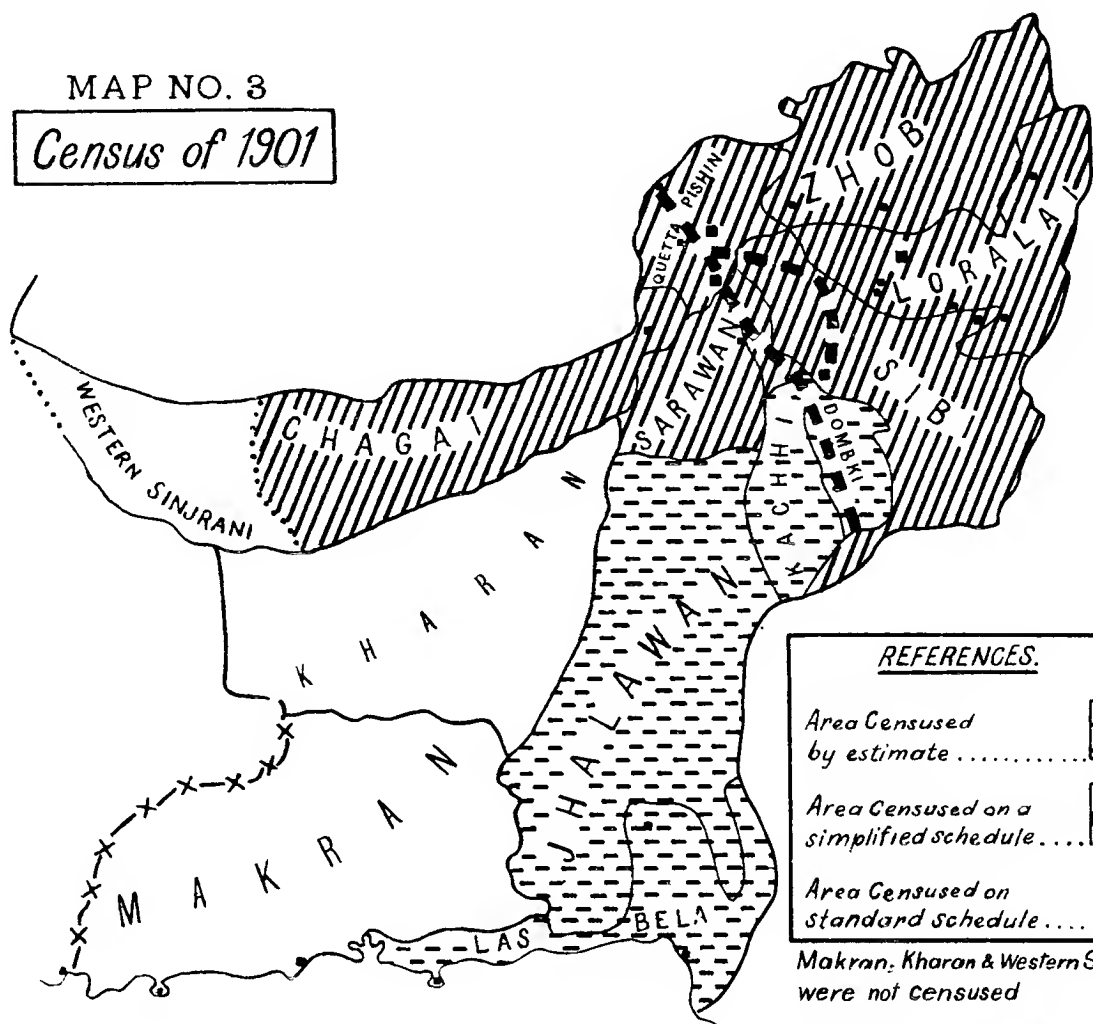 MAP NO. 3
Census of 1901
ZHOB
QUETTA PISHIN
LORALAI
SARAWAN
SIBI
DOMBKI
KACHHI
CHAGAI
WESTERN SINJRANI
KHARAN
JHALAWAN
MAKRAN
LAS BELA
REFERENCES.
Area Censused
by estimate ............
Area Censused on a
simplified schedule ....
Area Censused on
standard schedule ....
Makran, Kharan & Western S
were not censused